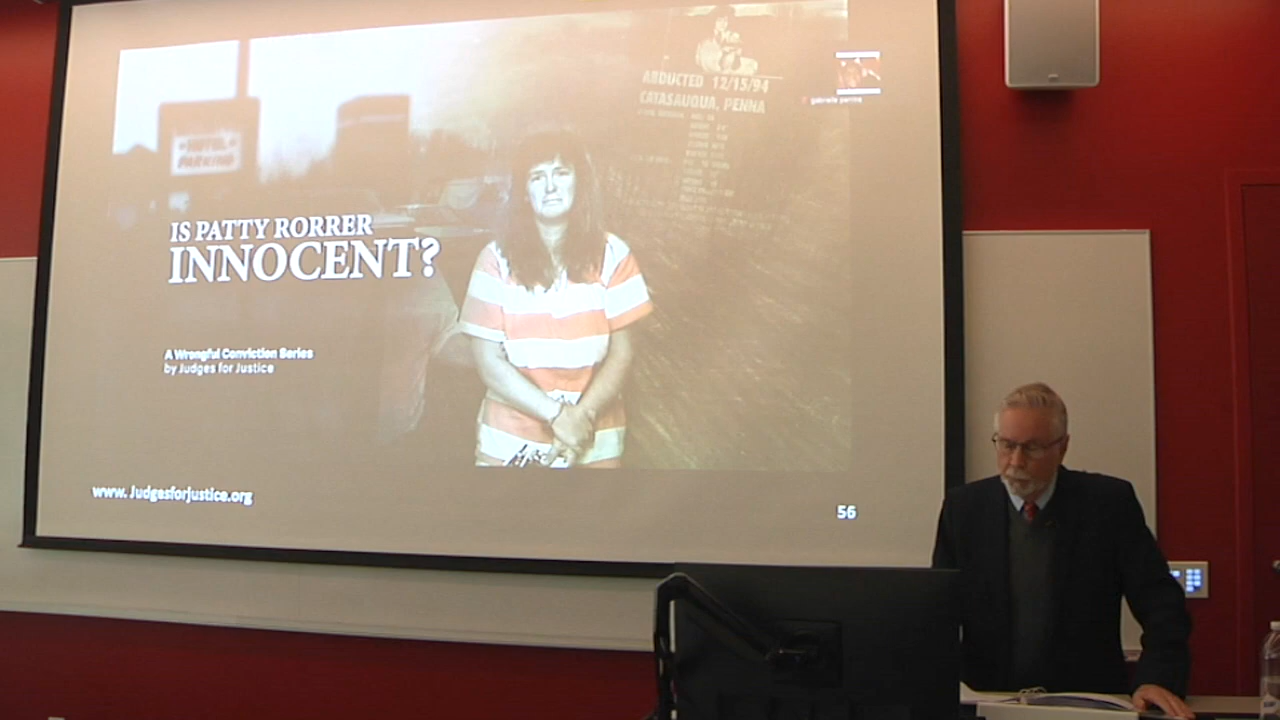 ABDUCTED 12/15/94
CATASAUQUA, PENNA
HOTEL
PARKING
IS PATTY RORRER
INNOCENT?
A Wrongful Conviction Series
by Judges for Justice
www.Judgesforjustice.org
56